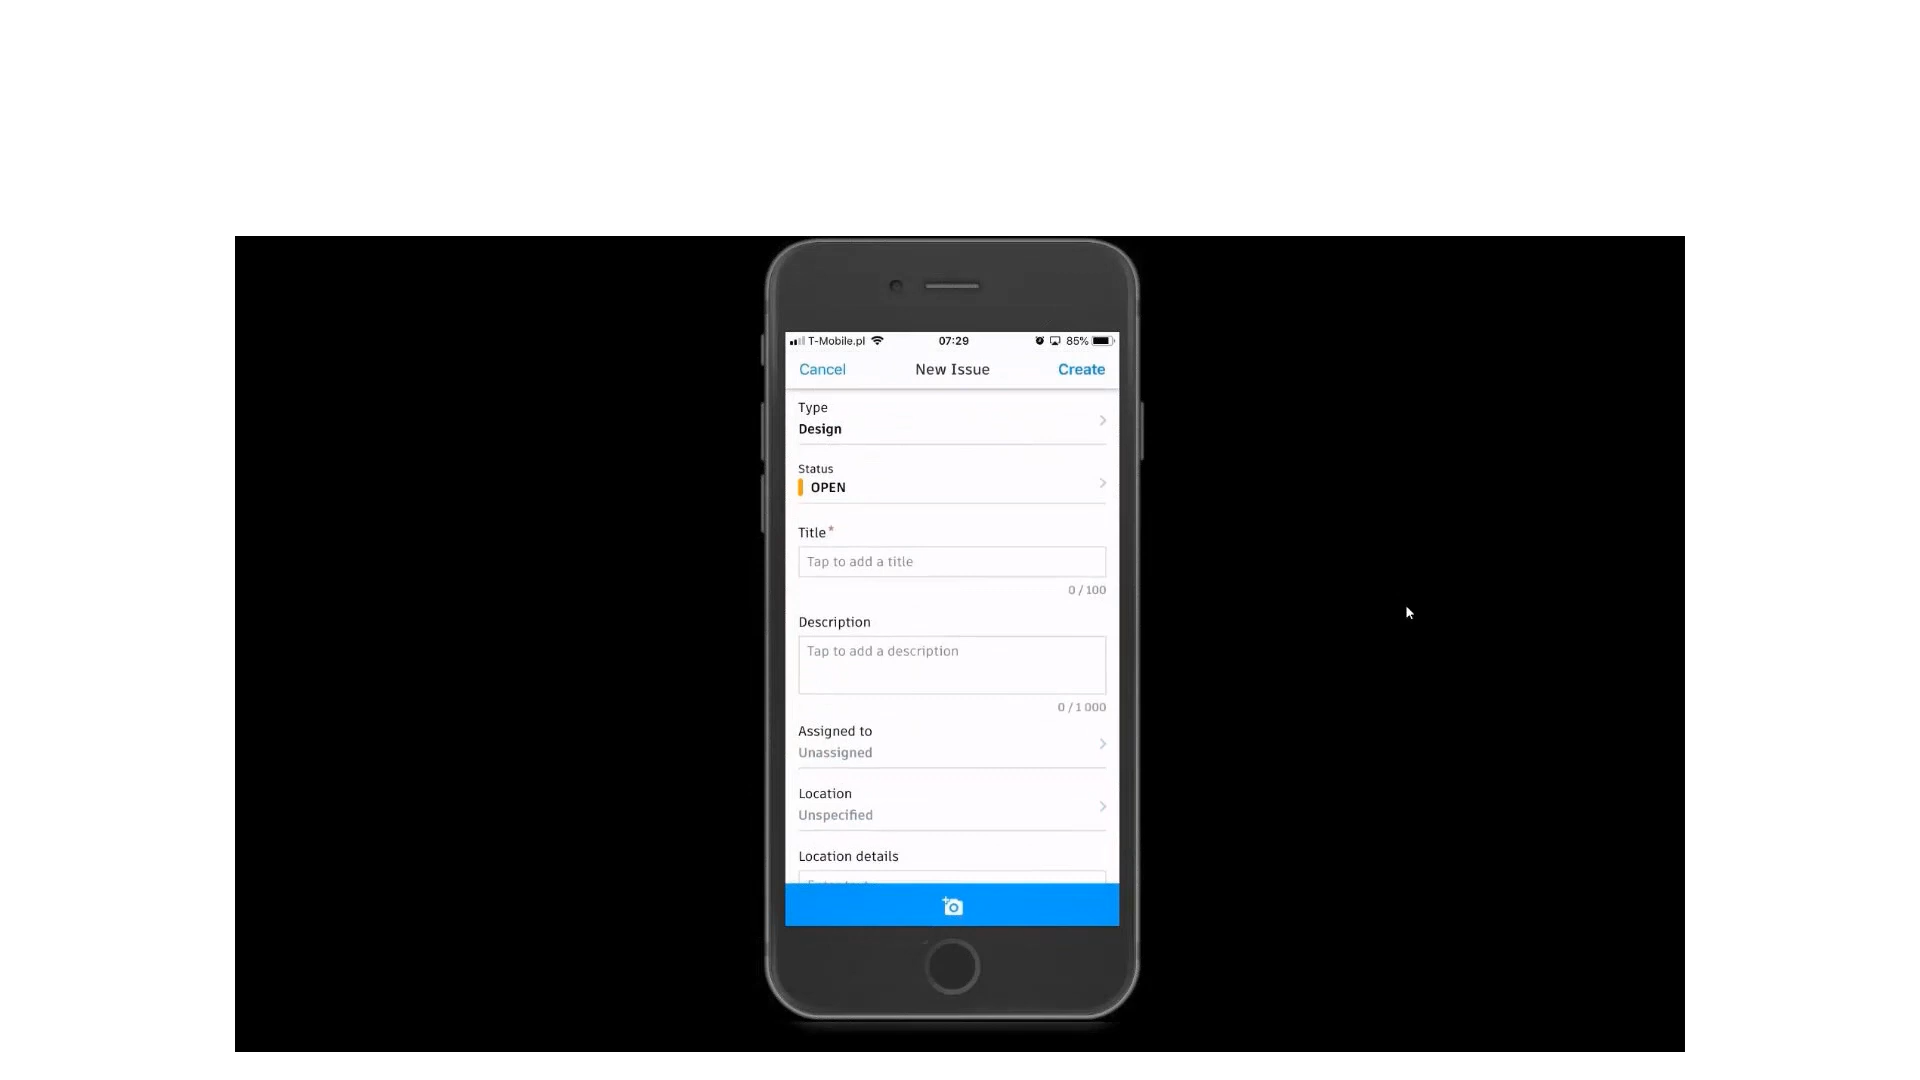 T-Mobile.pl 07:29 85%
Cancel New Issue Create
Type
Design
Status
OPEN
Title*
Tap to add a title
0 / 100
Description
Tap to add a description
0 / 1 000
Assigned to
Unassigned
Location
Unspecified
Location details